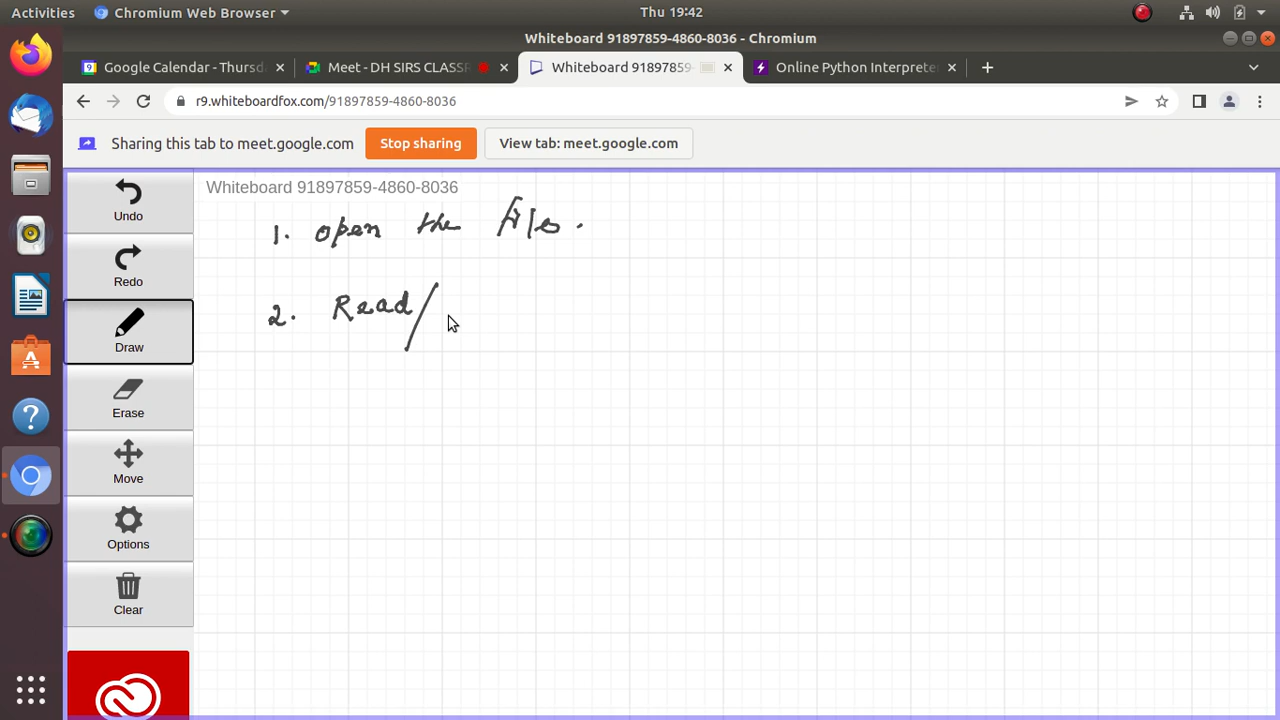 Activities Chromium Web Browser Thu 19:42
Whiteboard 91897859-4860-8036 - Chromium
Google Calendar - Thursd Meet - DH SIRS CLASSR Whiteboard 91897859- Online Python Interprete
r9.whiteboardfox.com/91897859-4860-8036
Sharing this tab to meet.google.com Stop sharing View tab: meet.google.com
Whiteboard 91897859-4860-8036
Undo
Redo
Draw
Erase
Move
Options
Clear
1. open the files.
2. Read/